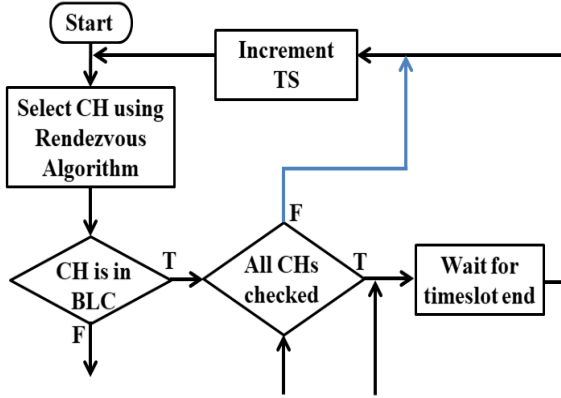 Start
Increment
TS
Select CH using
Rendezvous
Algorithm
F
CH is in
BLC
T
All CHs
checked
T
Wait for
timeslot end
F